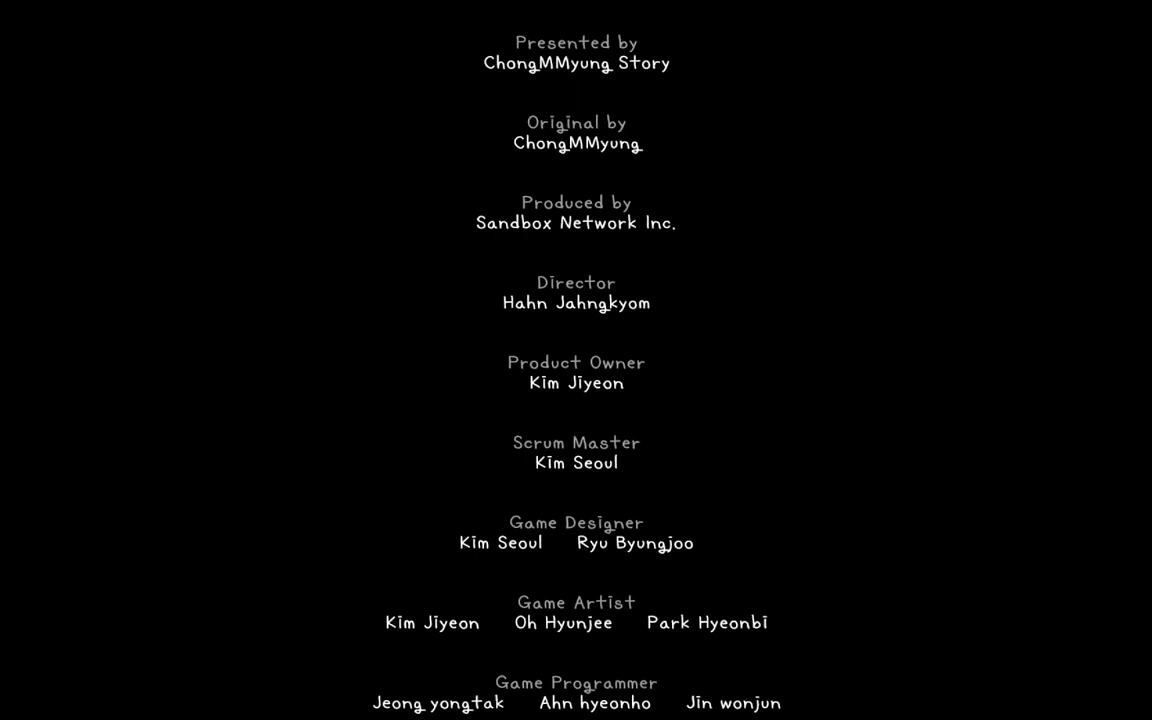 Presented by
ChongMMyung Story
Original by
ChongMMyung
Produced by
Sandbox Network Inc.
Director
Hahn Jahngkyom
Product Owner
Kim Jiyeon
Scrum Master
Kim Seoul
Game Designer
Kim Seoul Ryu Byungjoo
Game Artist
Kim Jiyeon Oh Hyunjee Park Hyeonbi
Game Programmer
Jeong yongtak Ahn hyeonho Jin wonjun